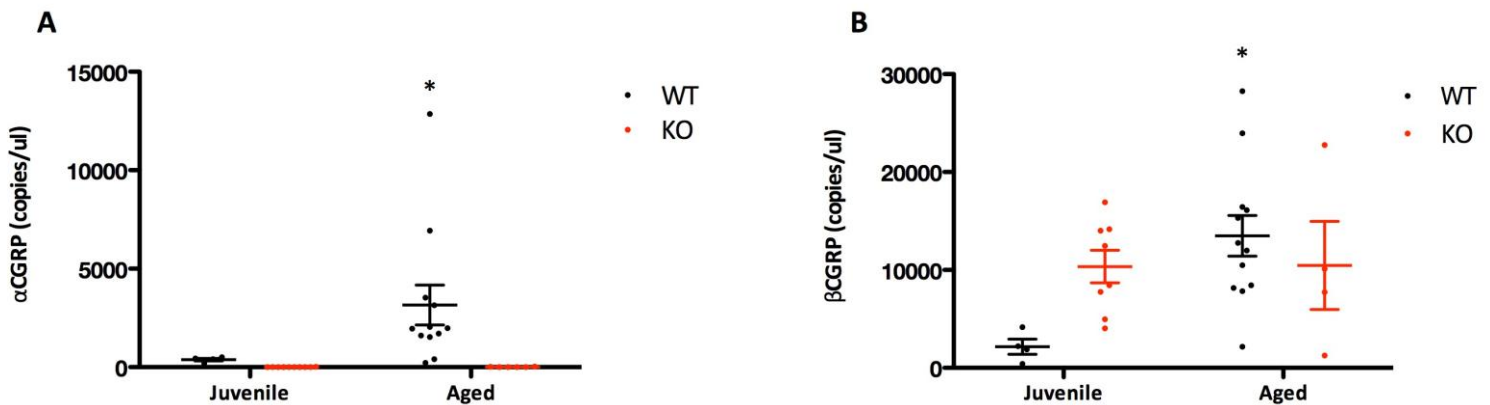 A
αCGRP (copies/ul)
15000
10000
5000
0
*
Juvenile
Aged
WT
KO
B
βCGRP (copies/ul)
30000
20000
10000
0
*
Juvenile
Aged
WT
KO